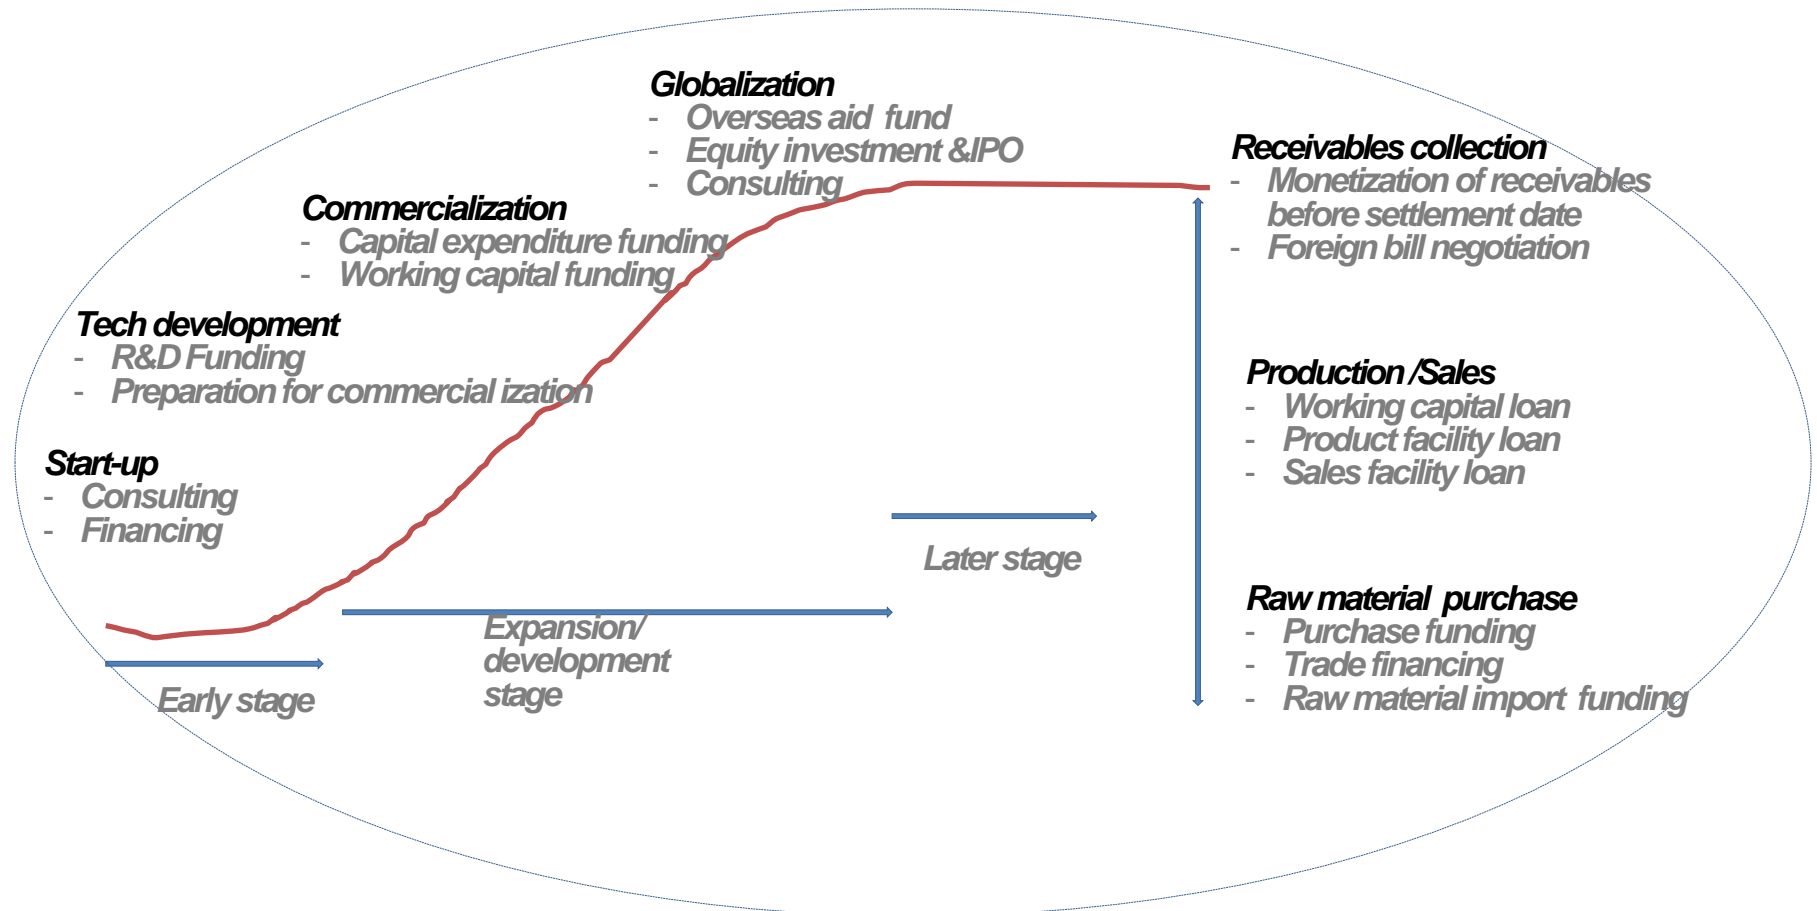 Globalization
- Overseas aid fund
- Equity investment &IPO
- Consulting
Receivables collection
- Monetization of receivables
before settlement date
- Foreign bill negotiation
Commercialization
- Capital expenditure funding
- Working capital funding
Tech development
- R&D Funding
- Preparation for commercial ization
Production /Sales
- Working capital loan
- Product facility loan
- Sales facility loan
Start-up
- Consulting
- Financing
Later stage
Expansion/
development
stage
Early stage
Raw material purchase
- Purchase funding
- Trade financing
- Raw material import funding